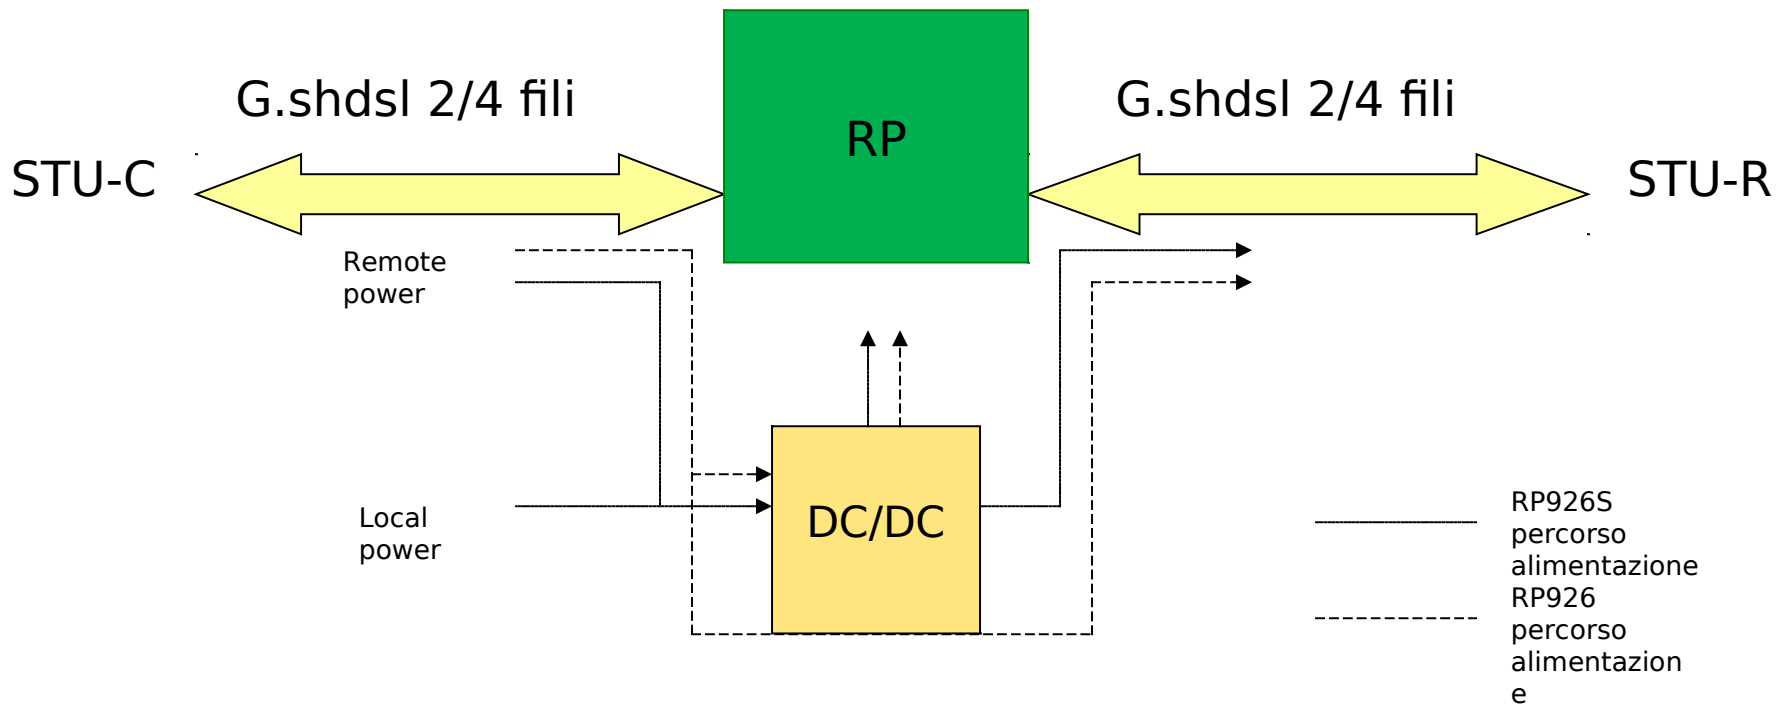 G.shdsl 2/4 fili
RP
G.shdsl 2/4 fili
STU-C
STU-R
Remote
power
Local
power
DC/DC
RP926S
percorso
alimentazione
RP926
percorso
alimentazion
e